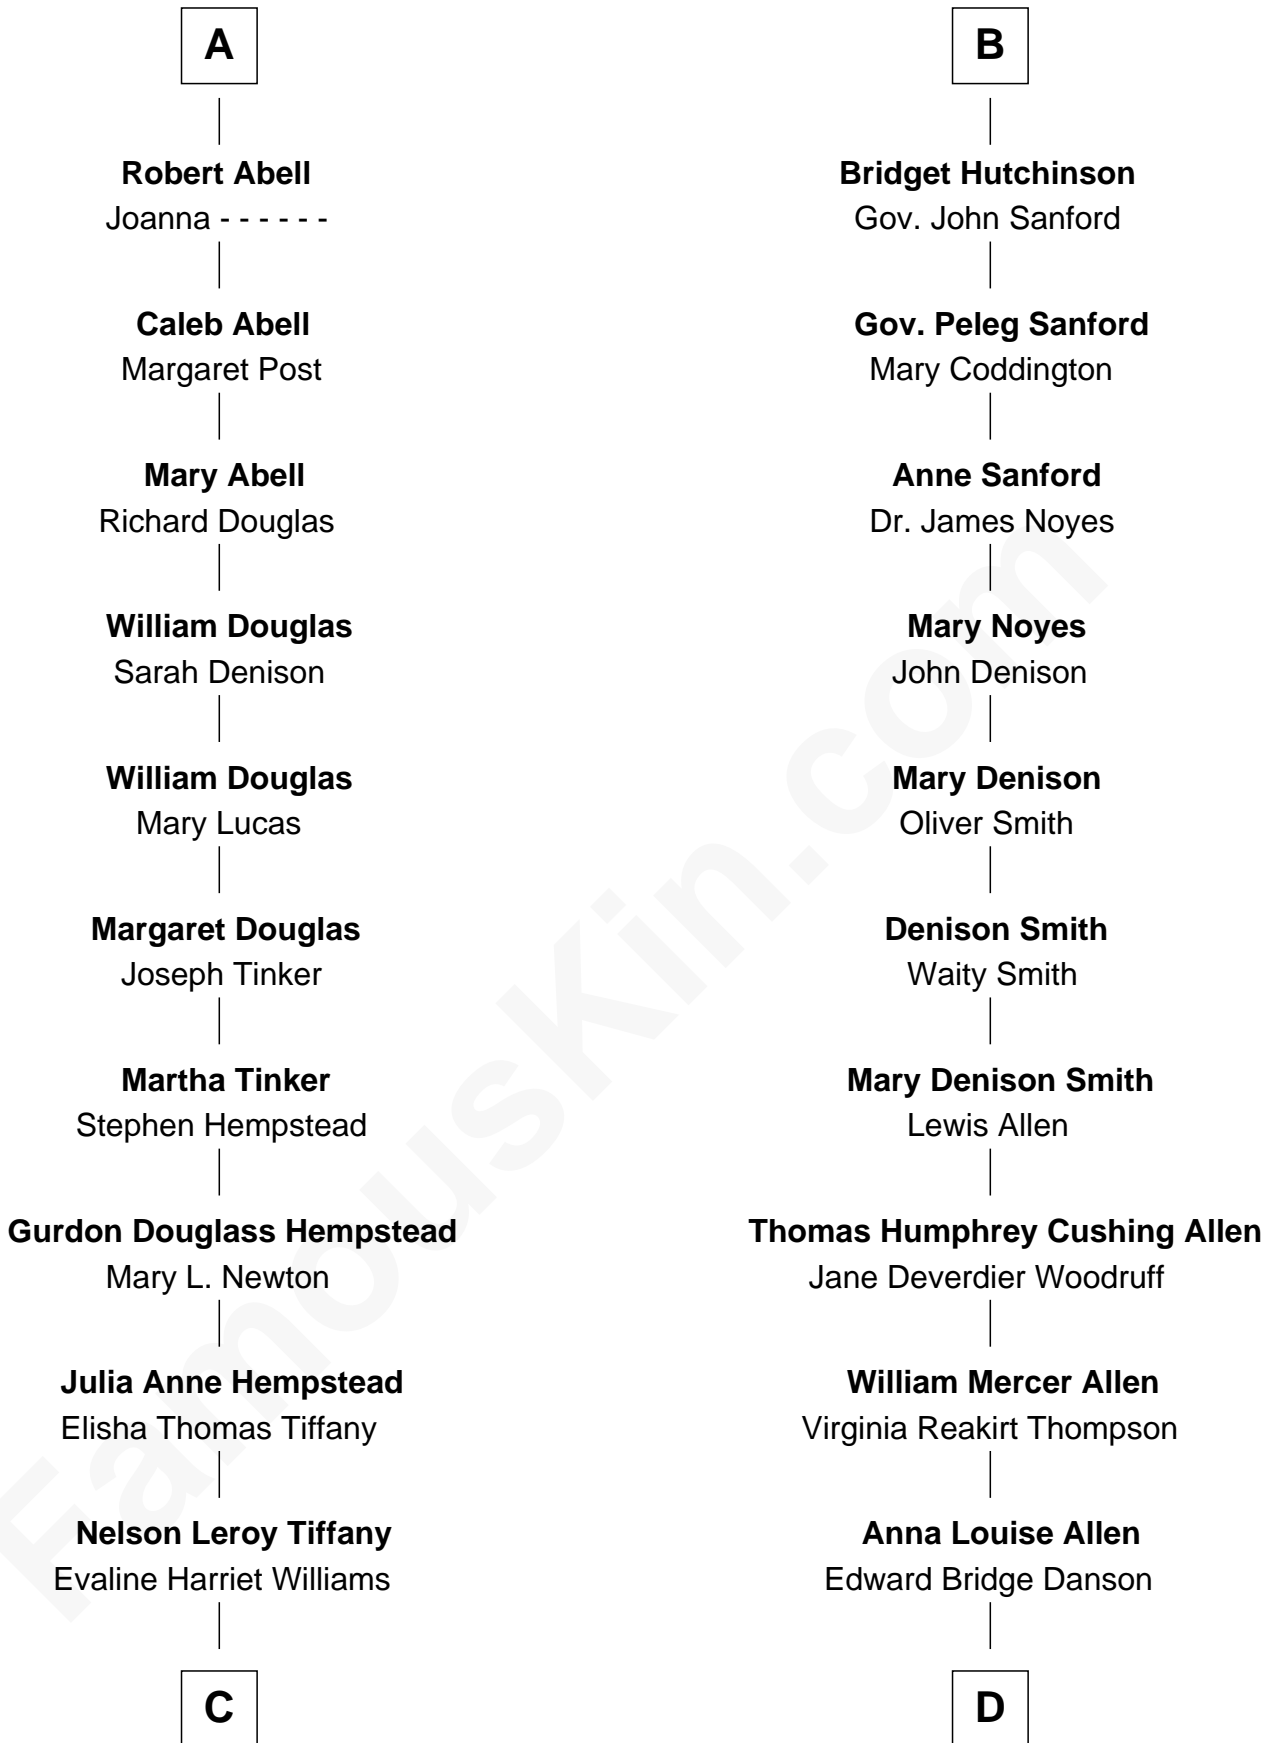 A
Robert Abell
Joanna - - - - - -
Caleb Abell
Margaret Post
Mary Abell
Richard Douglas
William Douglas
Sarah Denison
William Douglas
Mary Lucas
Margaret Douglas
Joseph Tinker
Martha Tinker
Stephen Hempstead
Gurdon Douglass Hempstead
Mary L. Newton
Julia Anne Hempstead
Elisha Thomas Tiffany
Nelson Leroy Tiffany
Evaline Harriet Williams
C
B
Bridget Hutchinson
Gov. John Sanford
Gov. Peleg Sanford
Mary Coddington
Anne Sanford
Dr. James Noyes
Mary Noyes
John Denison
Mary Denison
Oliver Smith
Denison Smith
Waity Smith
Mary Denison Smith
Lewis Allen
Thomas Humphrey Cushing Allen
Jane Deverdier Woodruff
William Mercer Allen
Virginia Reakirt Thompson
Anna Louise Allen
Edward Bridge Danson
D
FamousKin.com